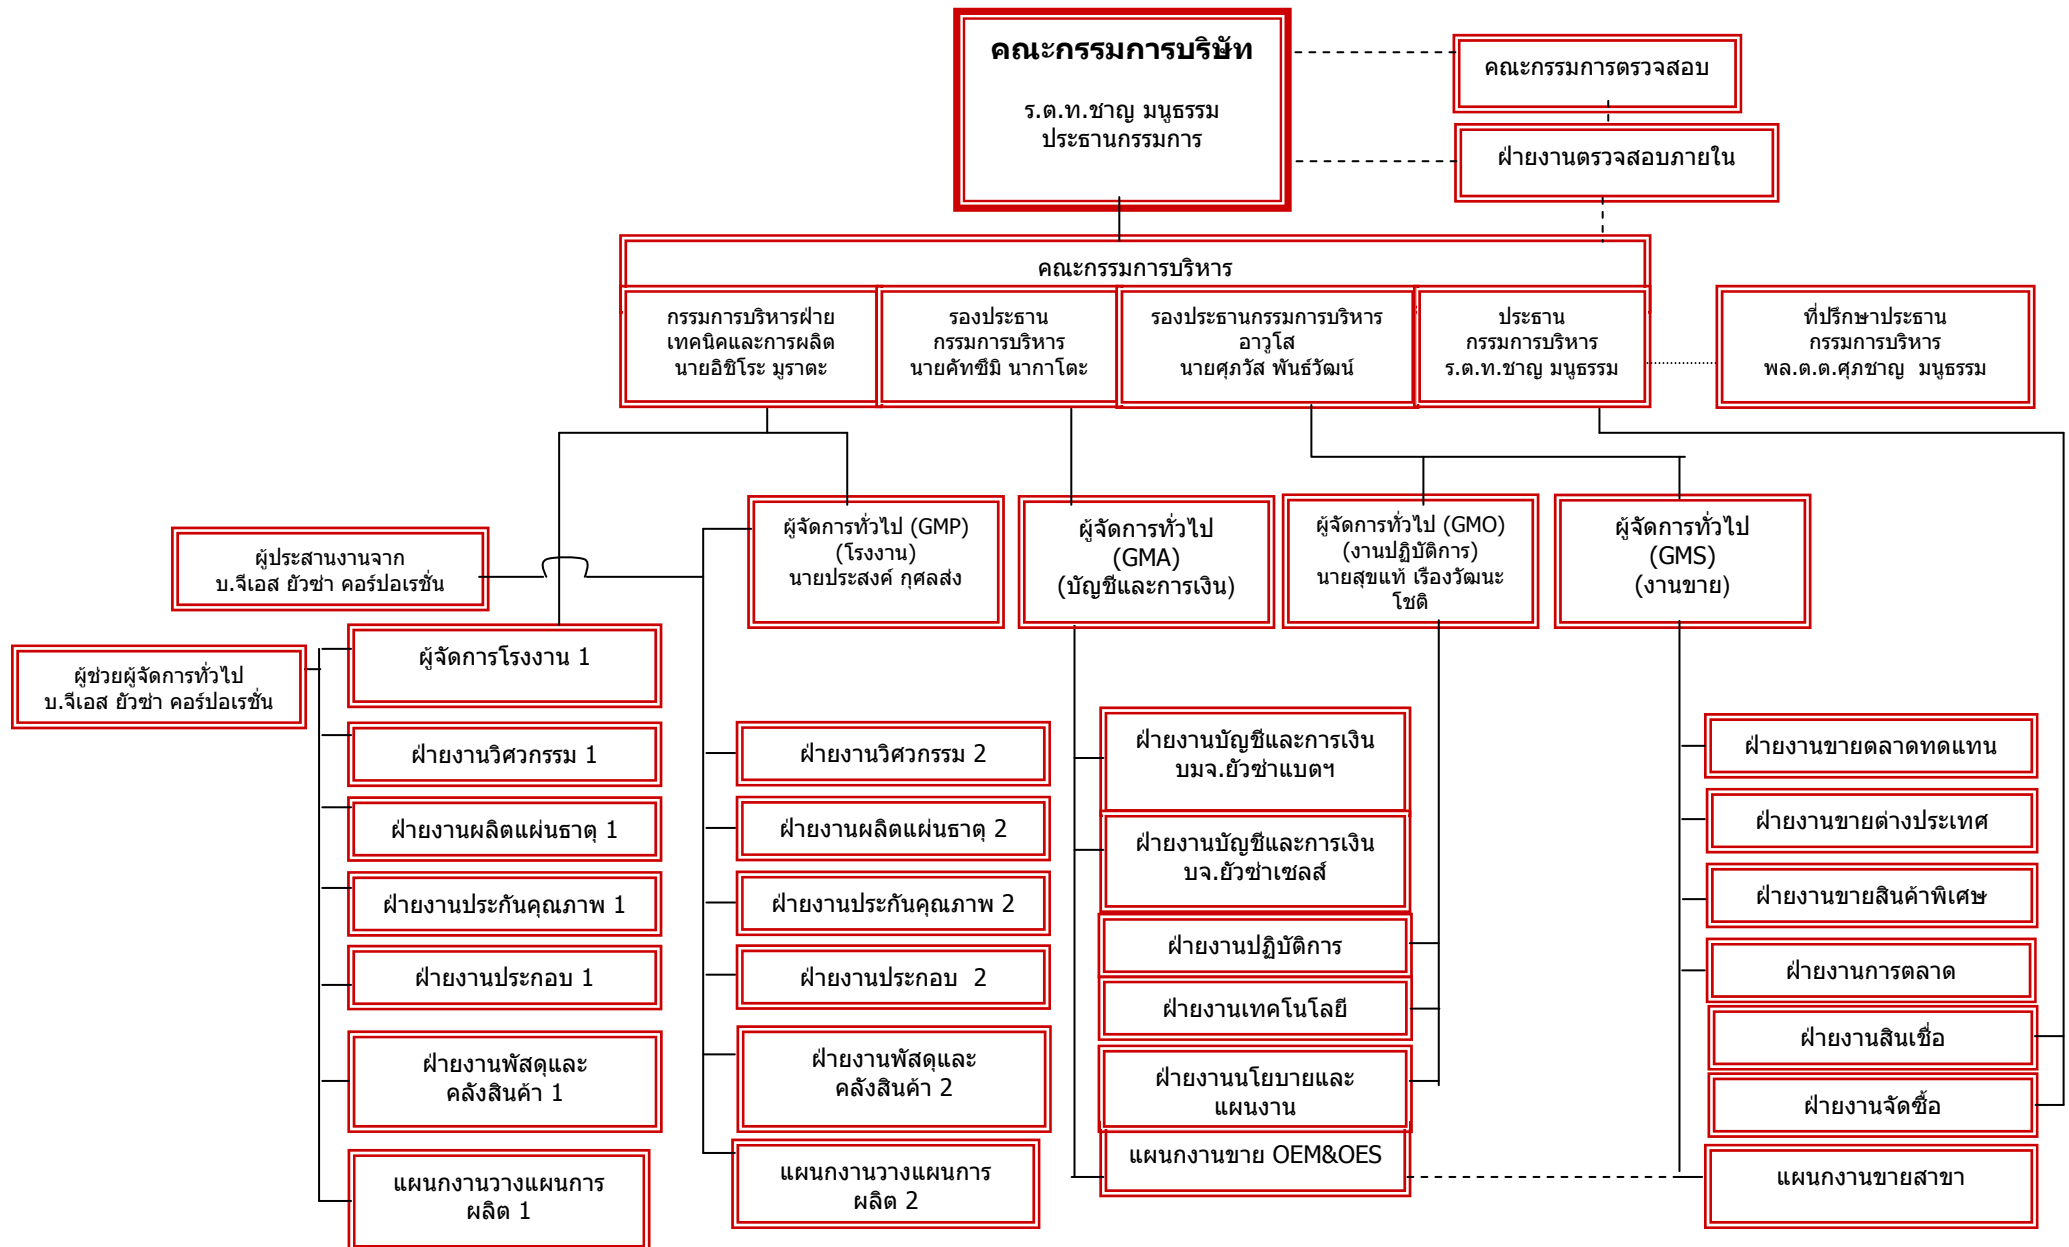 คณะกรรมการบริษัท
ร.ต.ท.ชาญ มนูธรรม
ประธานกรรมการ
คณะกรรมการตรวจสอบ
ฝ่ายงานตรวจสอบภายใน
คณะกรรมการบริหาร
กรรมการบริหารฝ่าย
เทคนิคและการผลิต
นายอิชิโระ มูราตะ
รองประธาน
กรรมการบริหาร
นายคัทซึมิ นากาโตะ
รองประธานกรรมการบริหาร
อาวูโส
นายศุภวัส พันธ์วัฒน์
ประธาน
กรรมการบริหาร
ร.ต.ท.ชาญ มนูธรรม
ที่ปรึกษาประธาน
กรรมการบริหาร
พล.ต.ต.ศุภชาญ มนูธรรม
ผู้ประสานงานจาก
บ.จีเอส ยัวซ่า คอร์ปอเรชั่น
ผู้จัดการทั่วไป (GMP)
(โรงงาน)
นายประสงค์ กุศลส่ง
ผู้จัดการทั่วไป
(GMA)
(บัญชีและการเงิน)
ผู้จัดการทั่วไป (GMO)
(งานปฏิบัติการ)
นายสุขแท้ เรืองวัฒนะ
โชติ
ผู้จัดการทั่วไป
(GMS)
(งานขาย)
ผู้ช่วยผู้จัดการทั่วไป
บ.จีเอส ยัวซ่า คอร์ปอเรชั่น
ผู้จัดการโรงงาน 1
ฝ่ายงานวิศวกรรม 1
ฝ่ายงานผลิตแผ่นธาตุ 1
ฝ่ายงานประกันคุณภาพ 1
ฝ่ายงานประกอบ 1
ฝ่ายงานพัสดุและ
คลังสินค้า 1
แผนกงานวางแผนการ
ผลิต 1
ฝ่ายงานวิศวกรรม 2
ฝ่ายงานผลิตแผ่นธาตุ 2
ฝ่ายงานประกันคุณภาพ 2
ฝ่ายงานประกอบ 2
ฝ่ายงานพัสดุและ
คลังสินค้า 2
แผนกงานวางแผนการ
ผลิต 2
ฝ่ายงานบัญชีและการเงิน
บมจ.ยัวซ่าแบตฯ
ฝ่ายงานบัญชีและการเงิน
บจ.ยัวซ่าเซลส์
ฝ่ายงานปฏิบัติการ
ฝ่ายงานเทคโนโลยี
ฝ่ายงานนโยบายและ
แผนงาน
แผนกงานขาย OEM&OES
ฝ่ายงานขายตลาดทดแทน
ฝ่ายงานขายต่างประเทศ
ฝ่ายงานขายสินค้าพิเศษ
ฝ่ายงานการตลาด
ฝ่ายงานสินเชื่อ
ฝ่ายงานจัดซื้อ
แผนกงานขายสาขา